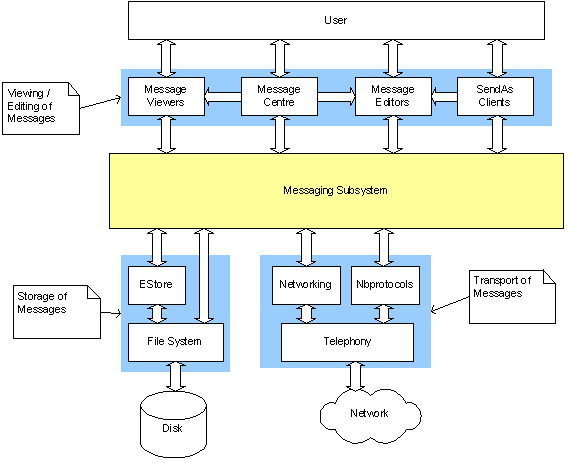 User
Viewing /
Editing of
Messages
Message
Viewers
Message
Centre
Message
Editors
SendAs
Clients
Messaging Subsystem
Storage of
Messages
EStore
Networking
Nbprotocols
Transport of
Messages
File System
Telephony
Disk
Network